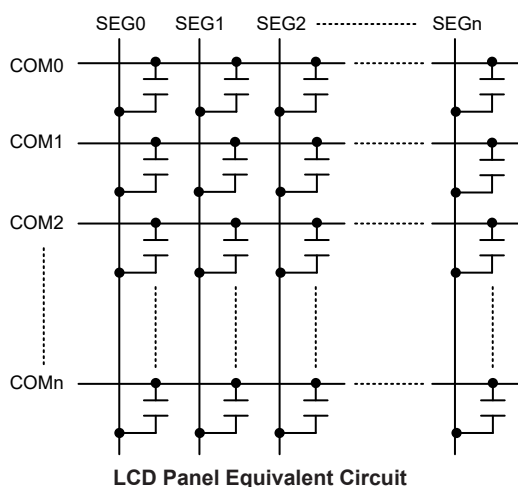 SEG0 SEG1 SEG2 SEGn
COM0
COM1
COM2
COMn
LCD Panel Equivalent Circuit